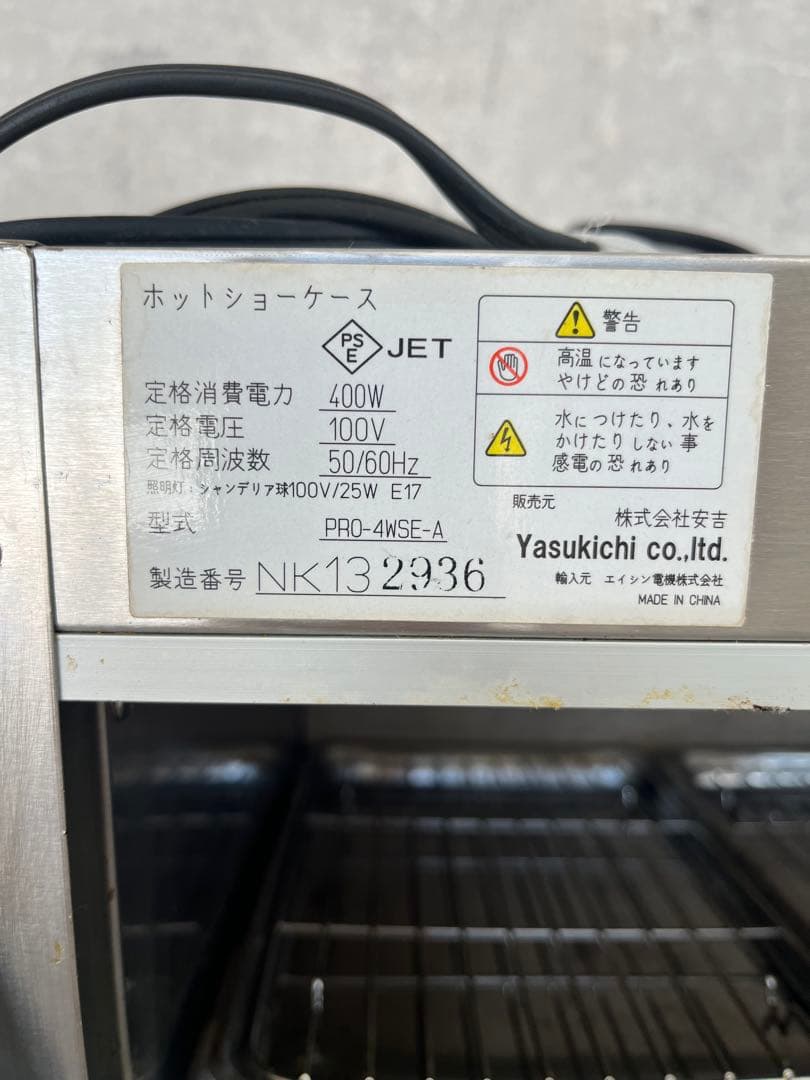 ホットショーケース
PS
E
JET
定格消費電力 400W
定格電圧 100V
定格周波数 50/60Hz
照明灯:シャンデリア球100V/25W E17
型式 PRO-4WSE-A
製造番号 NK132936
警告
高温になっています
やけどの恐れあり
水につけたり、水を
かけたりしない事
感電の恐れあり
販売元
株式会社安吉
Yasukichi co.,ltd.
輸入元 エイシン電機株式会社
MADE IN CHINA